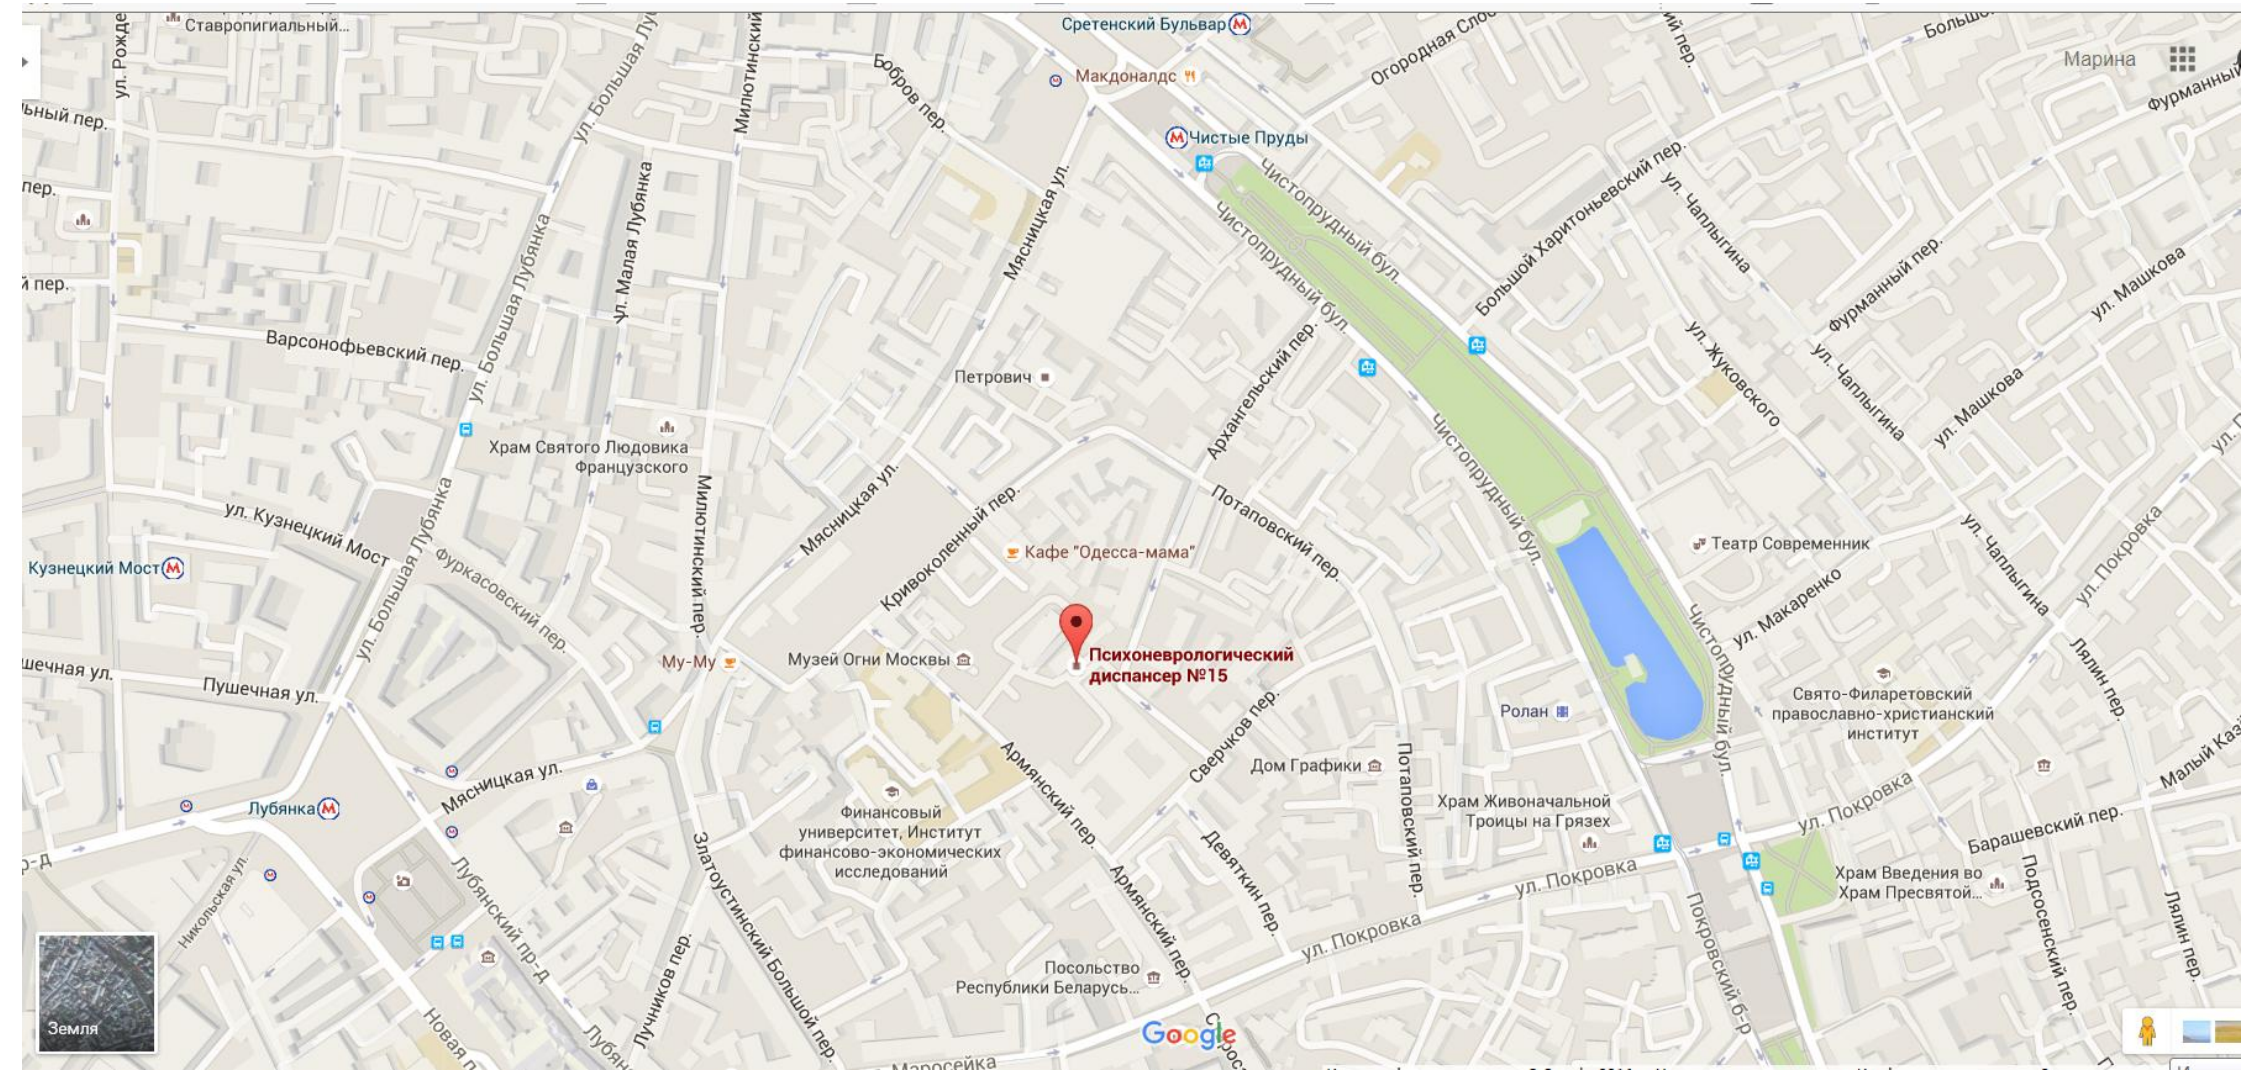 Ставропигиальный...
Сретенский Бульвар
Макдоналдс
Чистые Пруды
Марина
ул. Рожде
ул. Большая Лу
Милютинский
Бобров пер.
Огородная Сло
й пер.
Большо
Фурманный
ьный пер.
пер.
й пер.
ул. Малая Лубянка
ул. Большая Лубянка
Мясницкая ул.
Чистопрудный бул.
Чистопрудный бул.
Большой Харитоньевский пер.
ул. Чаплыгина
Фурманный пер.
ул. Машкова
Варсонофьевский пер.
Петрович
Архангельский пер.
ул. Жуковского
ул. Чаплыгина
ул. Машкова
Храм Святого Людовика
Французского
Милютинский пер.
Мясницкая ул.
Чистопрудный бул.
ул. Кузнецкий Мост
Кузнецкий Мост
ул. Большая Лубянка
Фуркасовский пер.
Кривоколенный пер.
Потаповский пер.
Кафе "Одесса-мама"
Театр Современник
ул. Чаплыгина
ул. Покровка
ул. Макаренко
шечная ул.
Пушечная ул.
Му-Му
Музей Огни Москвы
Психоневрологический
диспансер №15
Сверчков пер.
Ролан
Чистопрудный бул.
Свято-Филаретовский
православно-христианский
институт
Лялин пер.
Малый Каз
Дом Графики
Потаповский пер.
Храм Живоначальной
Троицы на Грязех
ул. Покровка
Барашевский пер.
Мясницкая ул.
Лубянка
Армянский пер.
Финансовый
университет, Институт
финансово-экономических
исследований
Девяткин пер.
Армянский пер.
ул. Покровка
ул. Покровка
Храм Введения во
Храм Пресвятой...
Подсосенский пер.
Лялин пер.
Покровский б-р
р-д
Никольская ул.
Лубянский пр-д
Златоустинский Большой пер.
Лучников пер.
Посольство
Республики Беларусь...
Земля
Новая п
Лубян
Google
Маросейка